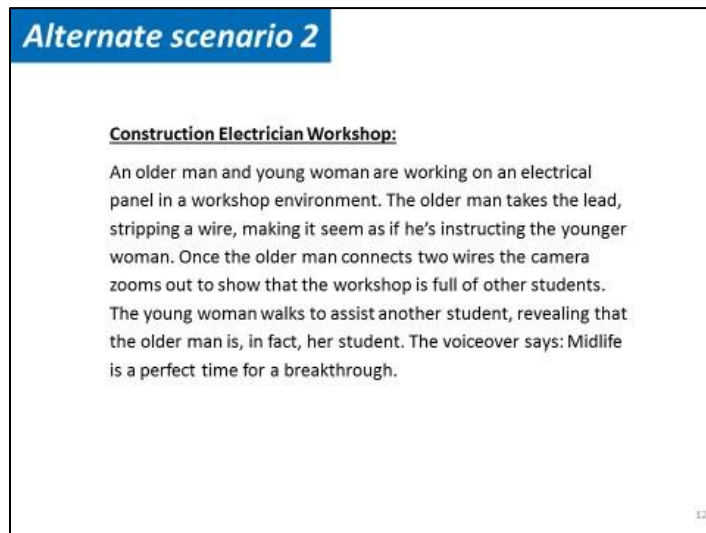 Alternate scenario 2
Construction Electrician Workshop:
An older man and young woman are working on an electrical
panel in a workshop environment. The older man takes the lead,
stripping a wire, making it seem as if he's instructing the younger
woman. Once the older man connects two wires the camera
zooms out to show that the workshop is full of other students.
The young woman walks to assist another student, revealing that
the older man is, in fact, her student. The voiceover says: Midlife
is a perfect time for a breakthrough.
12